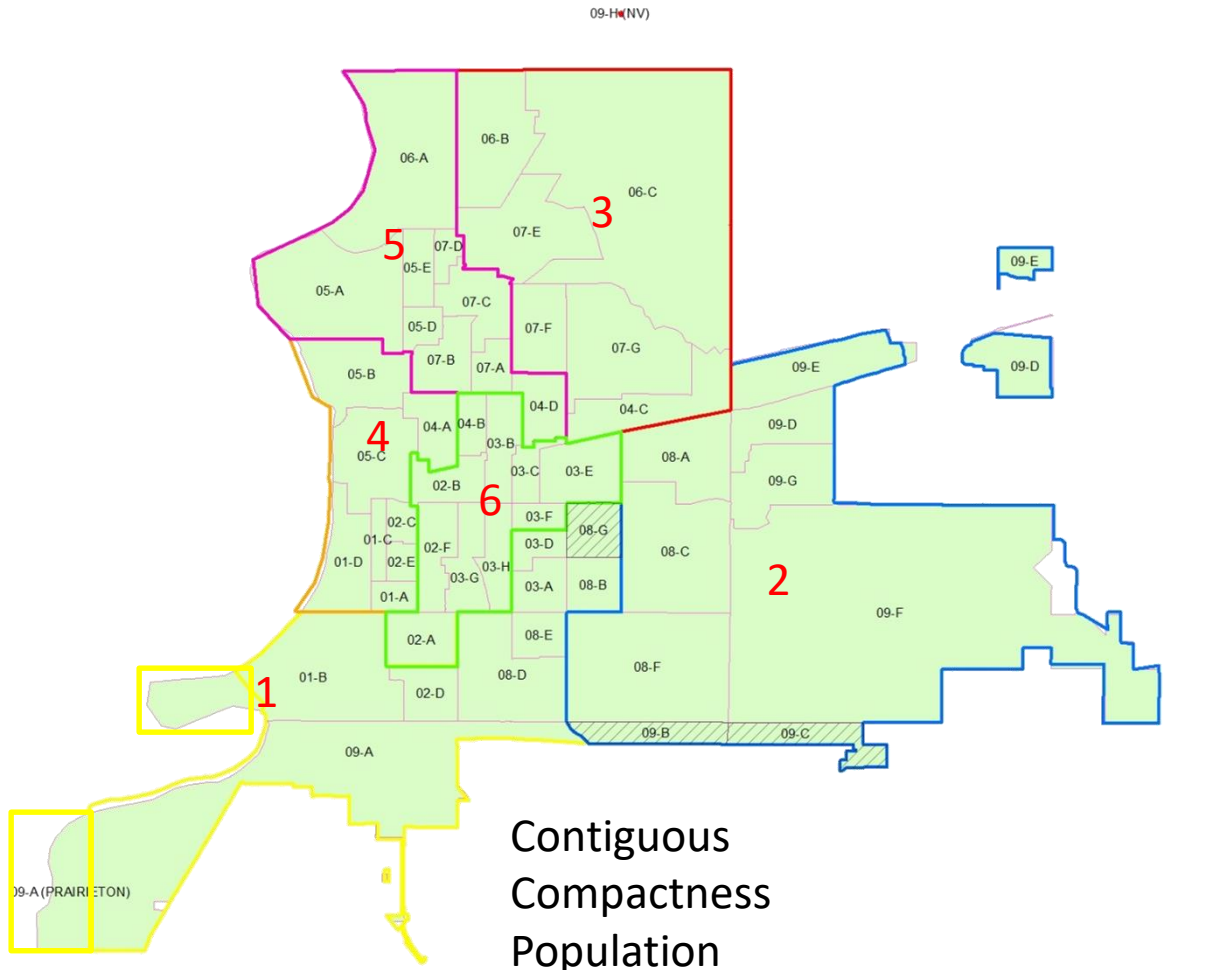 09-H (NV)
06-B
06-A
06-C
3
07-E
5
07-D
05-E
09-E
05-A
07-C
05-D
07-F
07-G
07-B
07-A
09-E
09-D
05-B
04-D
04-C
04-A
04-B
09-D
4
03-B
05-C
08-A
03-C
03-E
02-B
09-G
6
03-F
02-C
08-G
01-C
02-F
03-D
08-C
01-D
02-E
03-H
03-G
2
03-A
08-B
01-A
09-F
02-A
08-E
08-F
01-B
08-D
1
02-D
09-B
09-C
09-A
Contiguous
09-A (PRAIRIETON)
Compactness
Population